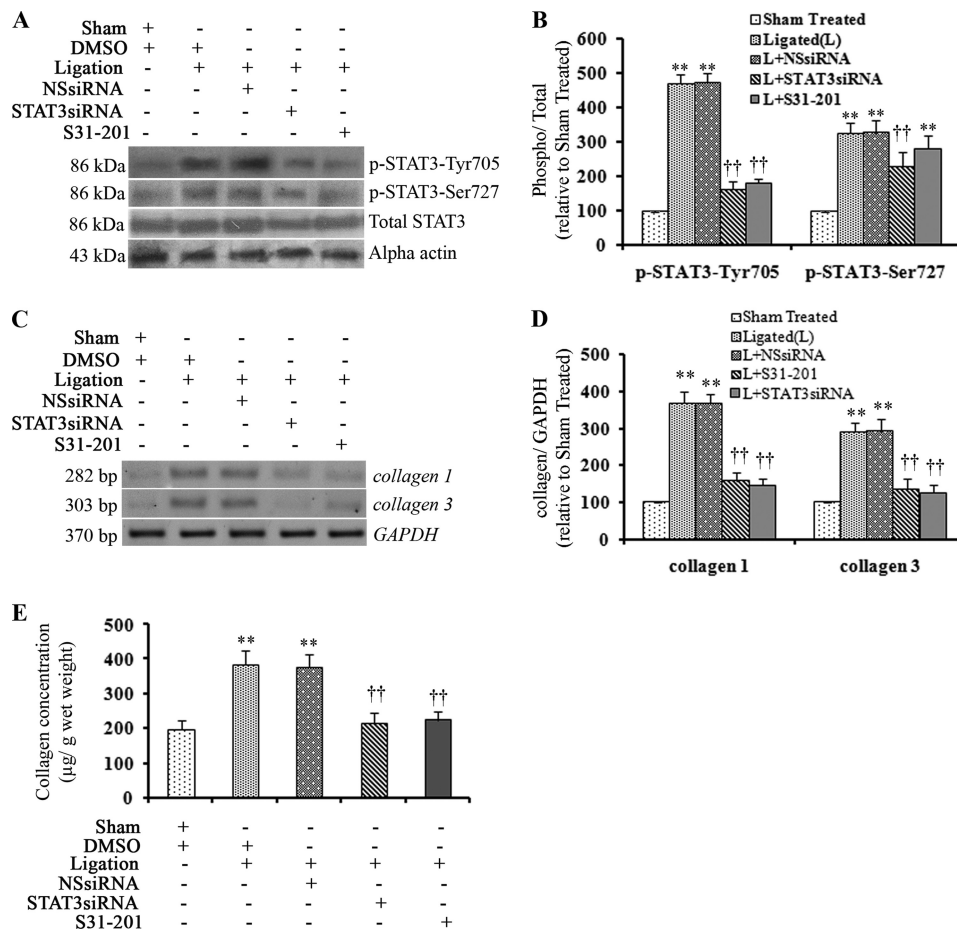 A
Sham + - - - -
DMSO + + - - -
Ligation - + + + +
NSsiRNA - - + - -
STAT3siRNA - - - + -
S31-201 - - - - +
86 kDa p-STAT3-Tyr705
86 kDa p-STAT3-Ser727
86 kDa Total STAT3
43 kDa Alpha actin
B
Sham Treated
Ligated(L)
L+NSsiRNA
L+STAT3siRNA
L+S31-201
Phospho/ Total
(relative to Sham Treated)
600
500
400
300
200
100
00
** ** †† ††
** ** †† **
p-STAT3-Tyr705 p-STAT3-Ser727
C
Sham + - - - -
DMSO + + - - -
Ligation - + + + +
NSsiRNA - - + - -
STAT3siRNA - - - + -
S31-201 - - - - +
282 bp collagen 1
303 bp collagen 3
370 bp GAPDH
D
Sham Treated
Ligated(L)
L+NSsiRNA
L+S31-201
L+STAT3siRNA
collagen/ GAPDH
(relative to Sham Treated)
500
400
300
200
100
00
** ** †† ††
** ** †† ††
collagen 1 collagen 3
E
Collagen concentration
(µg/ g wet weight)
500
400
300
200
100
00
** ** †† ††
Sham + - - - -
DMSO + + - - -
Ligation - + + + +
NSsiRNA - - + - -
STAT3siRNA - - - + -
S31-201 - - - - +